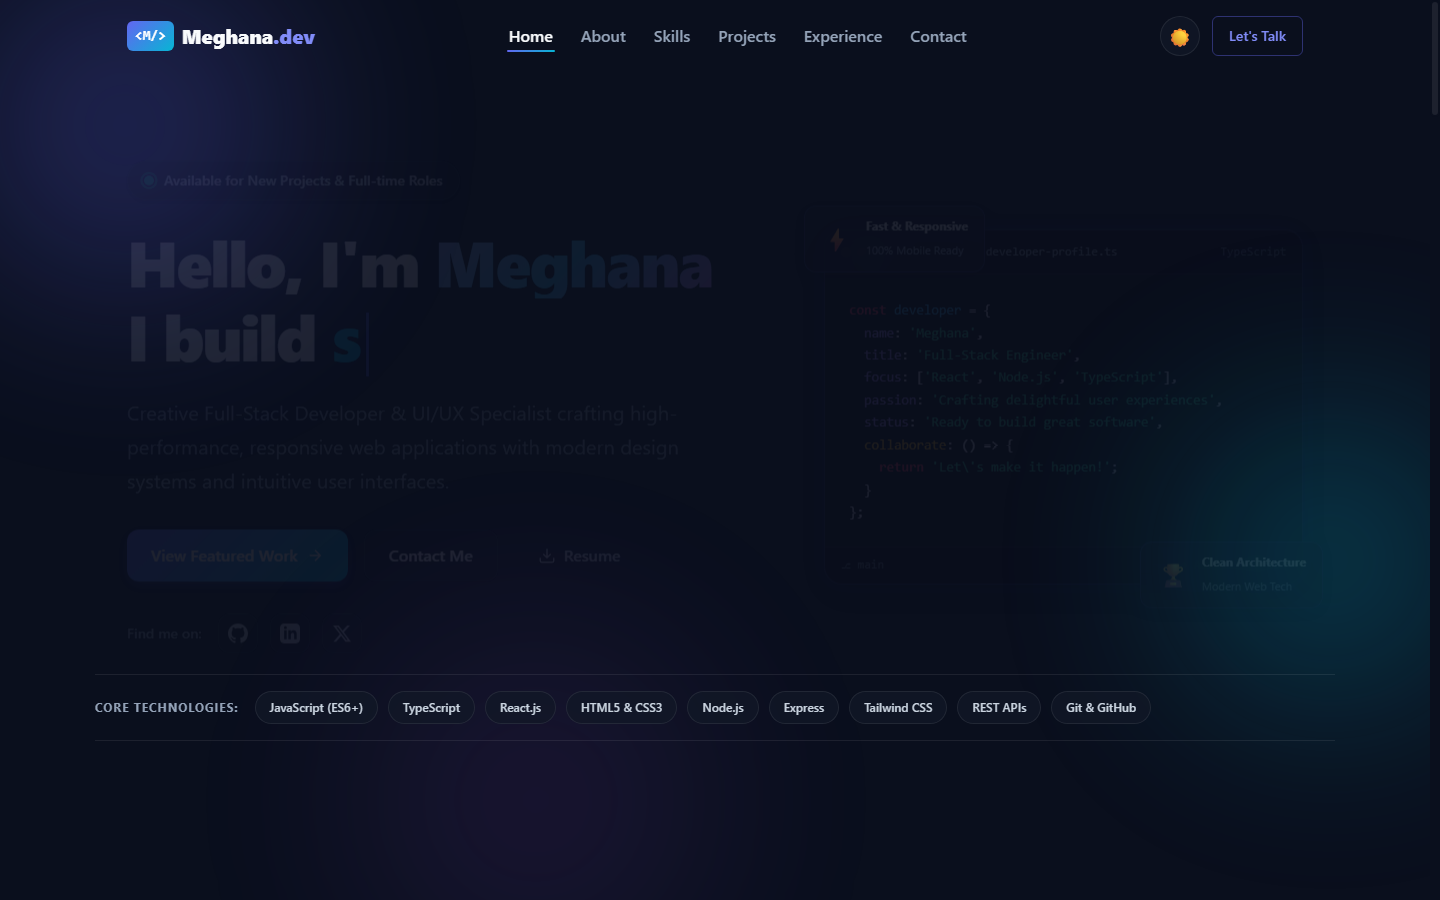 <M/> Meghana.dev
Home About Skills Projects Experience Contact
Let's Talk
Available for New Projects & Full-time Roles
Hello, I'm Meghana
I build s
Creative Full-Stack Developer & UI/UX Specialist crafting high-
performance, responsive web applications with modern design
systems and intuitive user interfaces.
View Featured Work →
Contact Me
Resume
Find me on:
Fast & Responsive
100% Mobile Ready
developer-profile.ts
TypeScript
const developer = {
name: 'Meghana',
title: 'Full-Stack Engineer',
focus: ['React', 'Node.js', 'TypeScript'],
passion: 'Crafting delightful user experiences',
status: 'Ready to build great software',
collaborate: () => {
return 'Let\'s make it happen!';
}
};
main
Clean Architecture
Modern Web Tech
CORE TECHNOLOGIES: JavaScript (ES6+) TypeScript React.js HTML5 & CSS3 Node.js Express Tailwind CSS REST APIs Git & GitHub